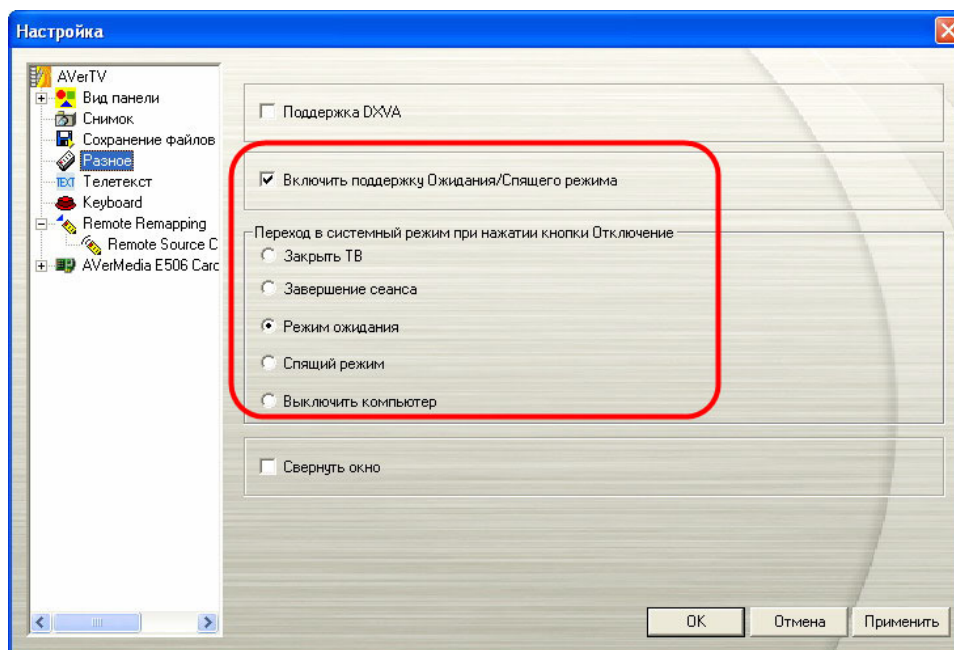 Настройка
AVerTV
Вид панели
Снимок
Сохранение файлов
Разное
TEXT Телетекст
Keyboard
Remote Remapping
Remote Source C
AVerMedia E506 Carc
Поддержка DXVA
Включить поддержку Ожидания/Спящего режима
Переход в системный режим при нажатии кнопки Отключение
Закрыть ТВ
Завершение сеанса
Режим ожидания
Спящий режим
Выключить компьютер
Свернуть окно
OK
Отмена
Применить